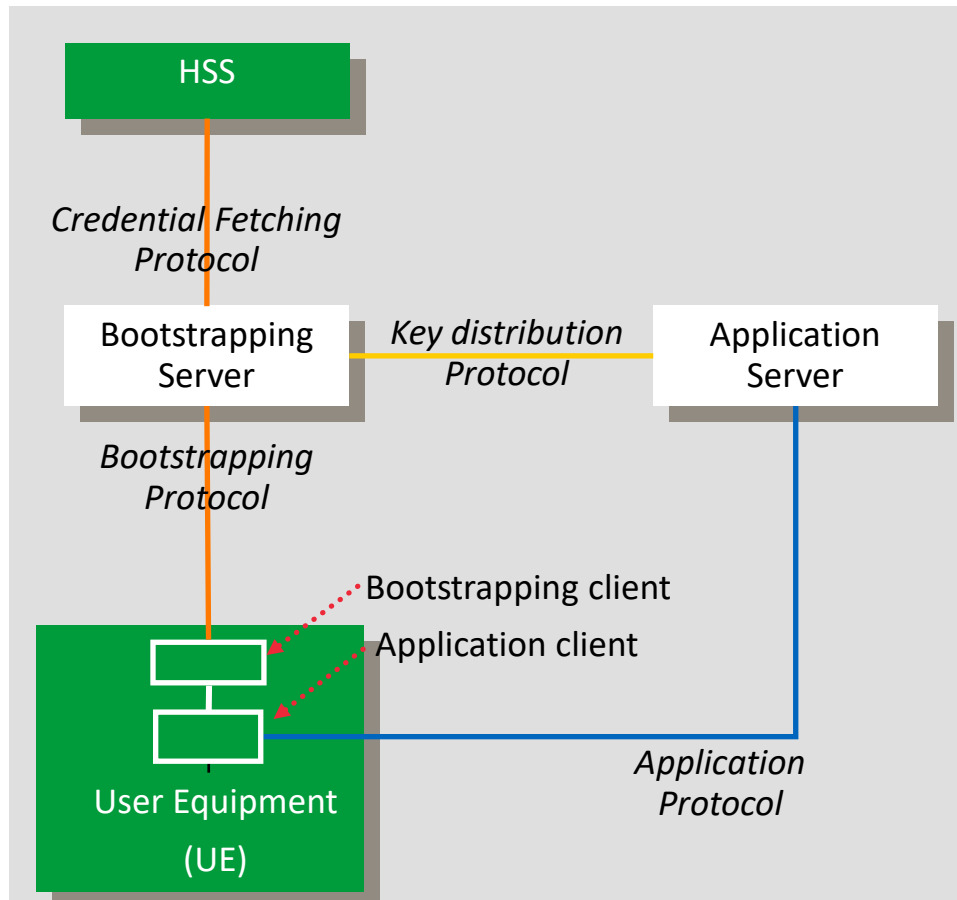 HSS
Credential Fetching
Protocol
Bootstrapping
Server
Key distribution
Protocol
Application
Server
Bootstrapping
Protocol
Bootstrapping client
Application client
Application
Protocol
User Equipment
(UE)